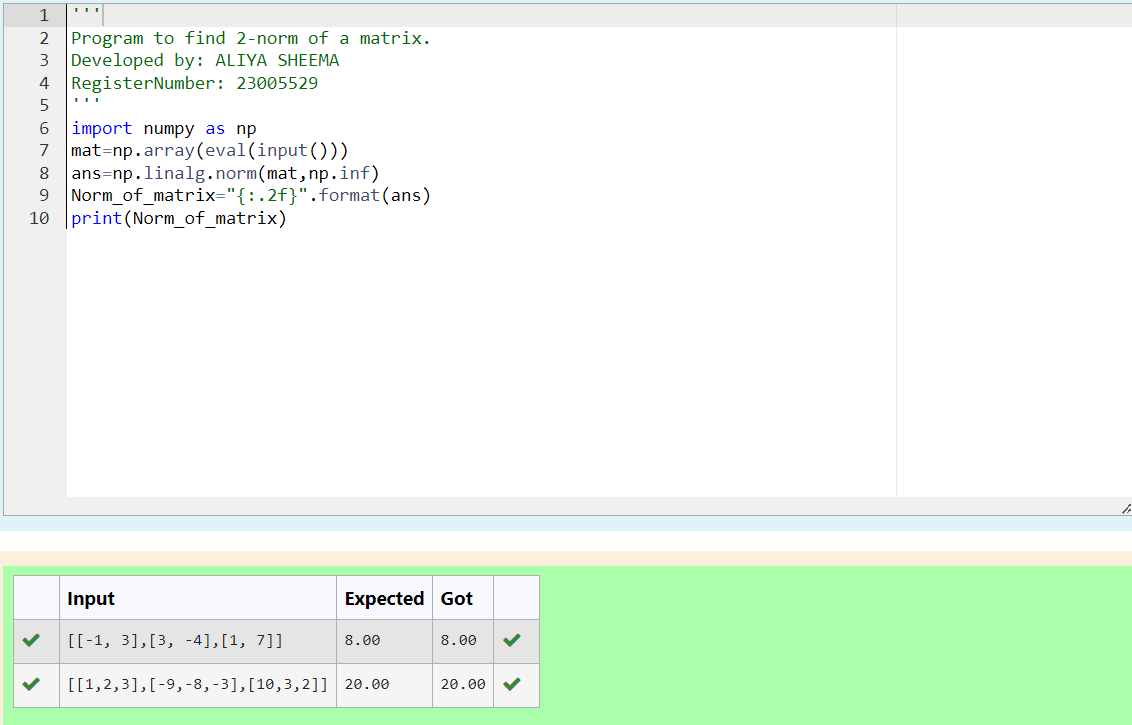 1 '''
2 Program to find 2-norm of a matrix.
3 Developed by: ALIYA SHEEMA
4 RegisterNumber: 23005529
5 '''
6 import numpy as np
7 mat=np.array(eval(input()))
8 ans=np.linalg.norm(mat,np.inf)
9 Norm_of_matrix="{:.2f}".format(ans)
10 print(Norm_of_matrix)
Input Expected Got
[[-1, 3],[3, -4],[1, 7]] 8.00 8.00
[[1,2,3],[-9,-8,-3],[10,3,2]] 20.00 20.00